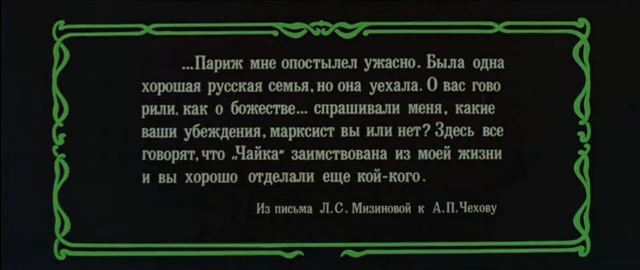 ...Париж мне опостылел ужасно. Была одна
хорошая русская семья, но она уехала. О вас гово
рили, как о божестве... спрашивали меня, какие
ваши убеждения, марксист вы или нет? Здесь все
говорят, что „Чайка“ заимствована из моей жизни
и вы хорошо отделали еще кой-кого.
Из письма Л.С. Мизиновой к А.П. Чехову